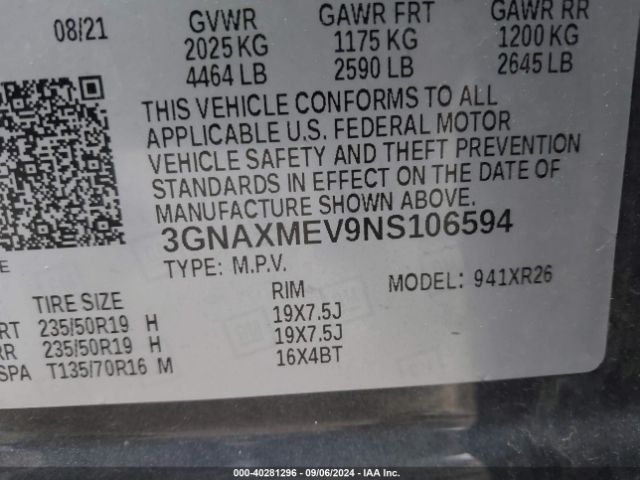 08/21 GVWR GAWR FRT GAWR RR
2025 KG 1175 KG 1200 KG
4464 LB 2590 LB 2645 LB
THIS VEHICLE CONFORMS TO ALL
APPLICABLE U.S. FEDERAL MOTOR
VEHICLE SAFETY AND THEFT PREVENTION
STANDARDS IN EFFECT ON THE DATE OF
MANUFACTURE SHOWN ABOVE.
3GNAXMEV9NS106594
TYPE: M.P.V. MODEL: 941XR26
TIRE SIZE RIM
RT 235/50R19 H 19X7.5J
RR 235/50R19 H 19X7.5J
SPA T135/70R16 M 16X4BT
000-40281296 - 09/06/2024 - IAA Inc.